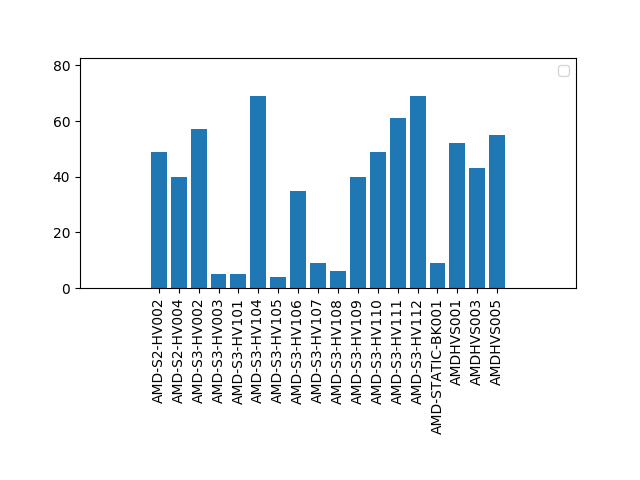 80
60
40
20
0
AMD-S2-HV002
AMD-S2-HV004
AMD-S3-HV002
AMD-S3-HV003
AMD-S3-HV101
AMD-S3-HV104
AMD-S3-HV105
AMD-S3-HV106
AMD-S3-HV107
AMD-S3-HV108
AMD-S3-HV109
AMD-S3-HV110
AMD-S3-HV111
AMD-S3-HV112
AMD-STATIC-BK001
AMDHVS001
AMDHVS003
AMDHVS005